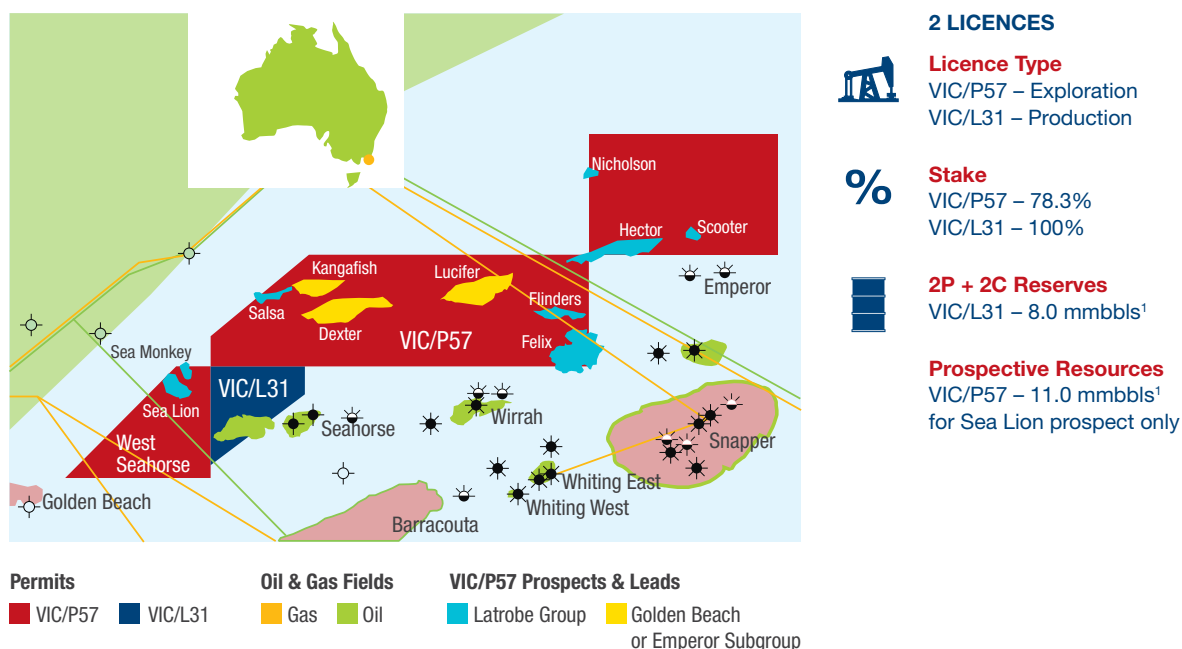 Nicholson
Hector
Scooter
Emperor
Kangafish
Lucifer
Salsa
Dexter
Flinders
Felix
VIC/P57
Sea Monkey
Sea Lion
VIC/L31
West
Seahorse
Seahorse
Wirrah
Snapper
Golden Beach
Whiting East
Whiting West
Barracouta
Permits
VIC/P57
VIC/L31
Oil & Gas Fields
Gas
Oil
VIC/P57 Prospects & Leads
Latrobe Group
Golden Beach
or Emperor Subgroup
2 LICENCES
Licence Type
VIC/P57 – Exploration
VIC/L31 – Production
%
Stake
VIC/P57 – 78.3%
VIC/L31 – 100%
2P + 2C Reserves
VIC/L31 – 8.0 mmbbls¹
Prospective Resources
VIC/P57 – 11.0 mmbbls¹
for Sea Lion prospect only